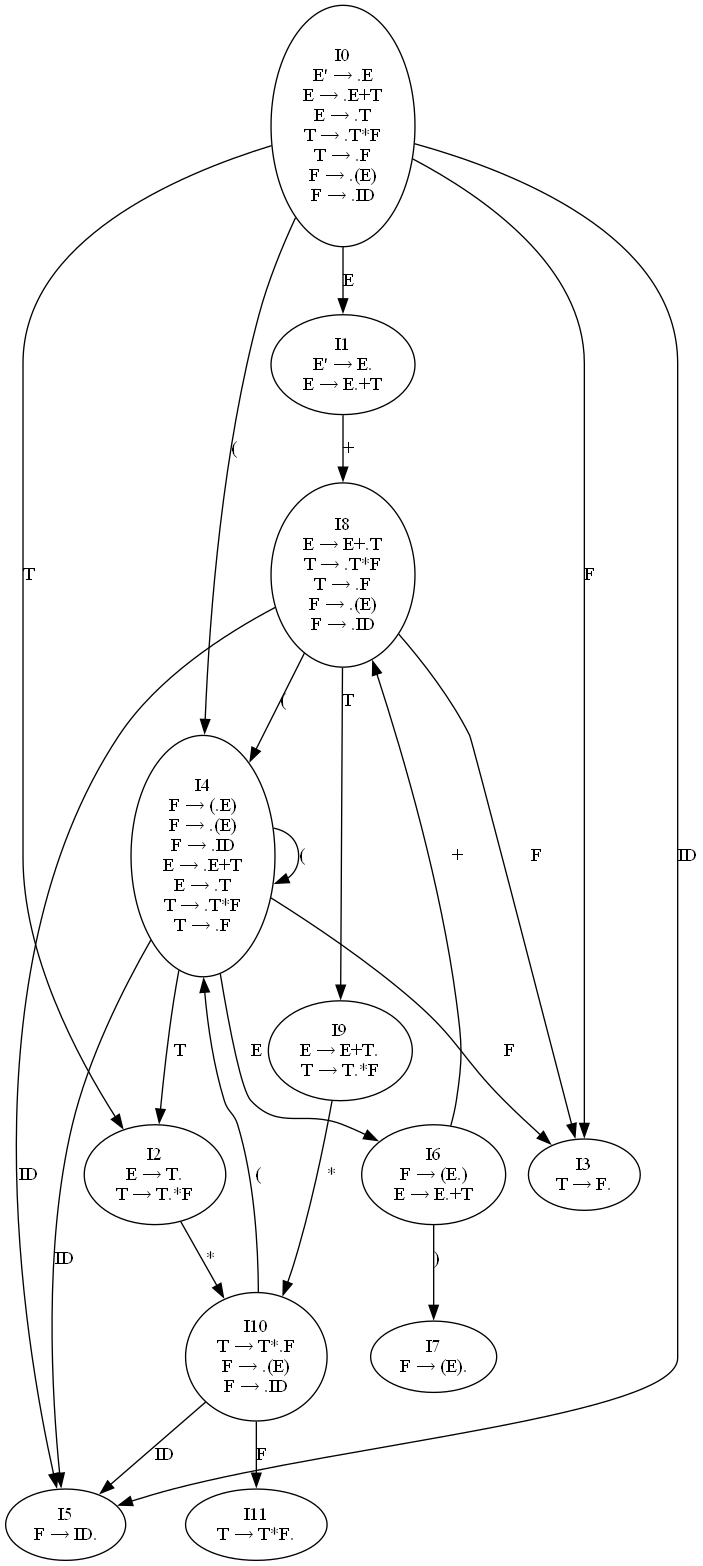 I0
E' → .E
E → .E+T
E → .T
T → .T*F
T → .F
F → .(E)
F → .ID
E
I1
E' → E.
E → E.+T
(
+
I8
E → E+.T
T → .T*F
T → .F
F → .(E)
F → .ID
T
F
ID
(
T
I4
F → (.E)
F → .(E)
F → .ID
E → .E+T
E → .T
T → .T*F
T → .F
(
+
F
I9
E → E+T.
T → T.*F
T
E
F
I2
E → T.
T → T.*F
I6
F → (E.)
E → E.+T
I3
T → F.
ID
(
*
ID
*
)
I10
T → T*.F
F → .(E)
F → .ID
I7
F → (E).
ID
F
I5
F → ID.
I11
T → T*F.